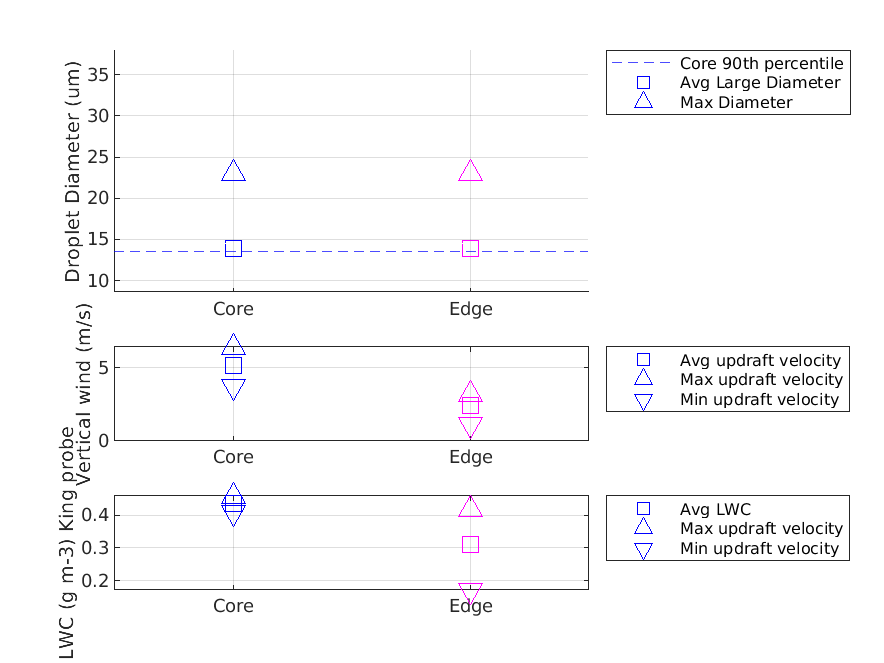 Droplet Diameter (um)
35
30
25
20
15
10
Core
Edge
Core 90th percentile
Avg Large Diameter
Max Diameter
Vertical wind (m/s)
5
0
Core
Edge
Avg updraft velocity
Max updraft velocity
Min updraft velocity
LWC (g m-3) King probe
0.4
0.3
0.2
Core
Edge
Avg LWC
Max updraft velocity
Min updraft velocity